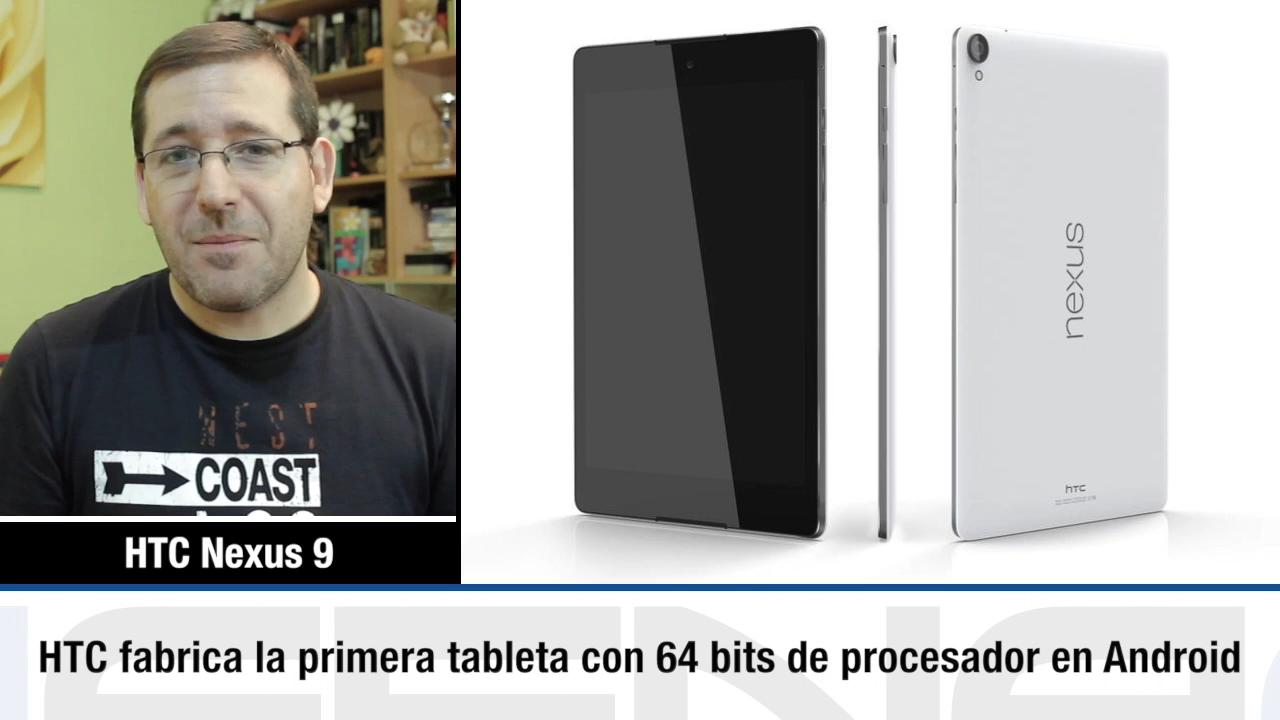 WEST
COAST
HTC Nexus 9
nexus
hTC
HTC fabrica la primera tableta con 64 bits de procesador en Android